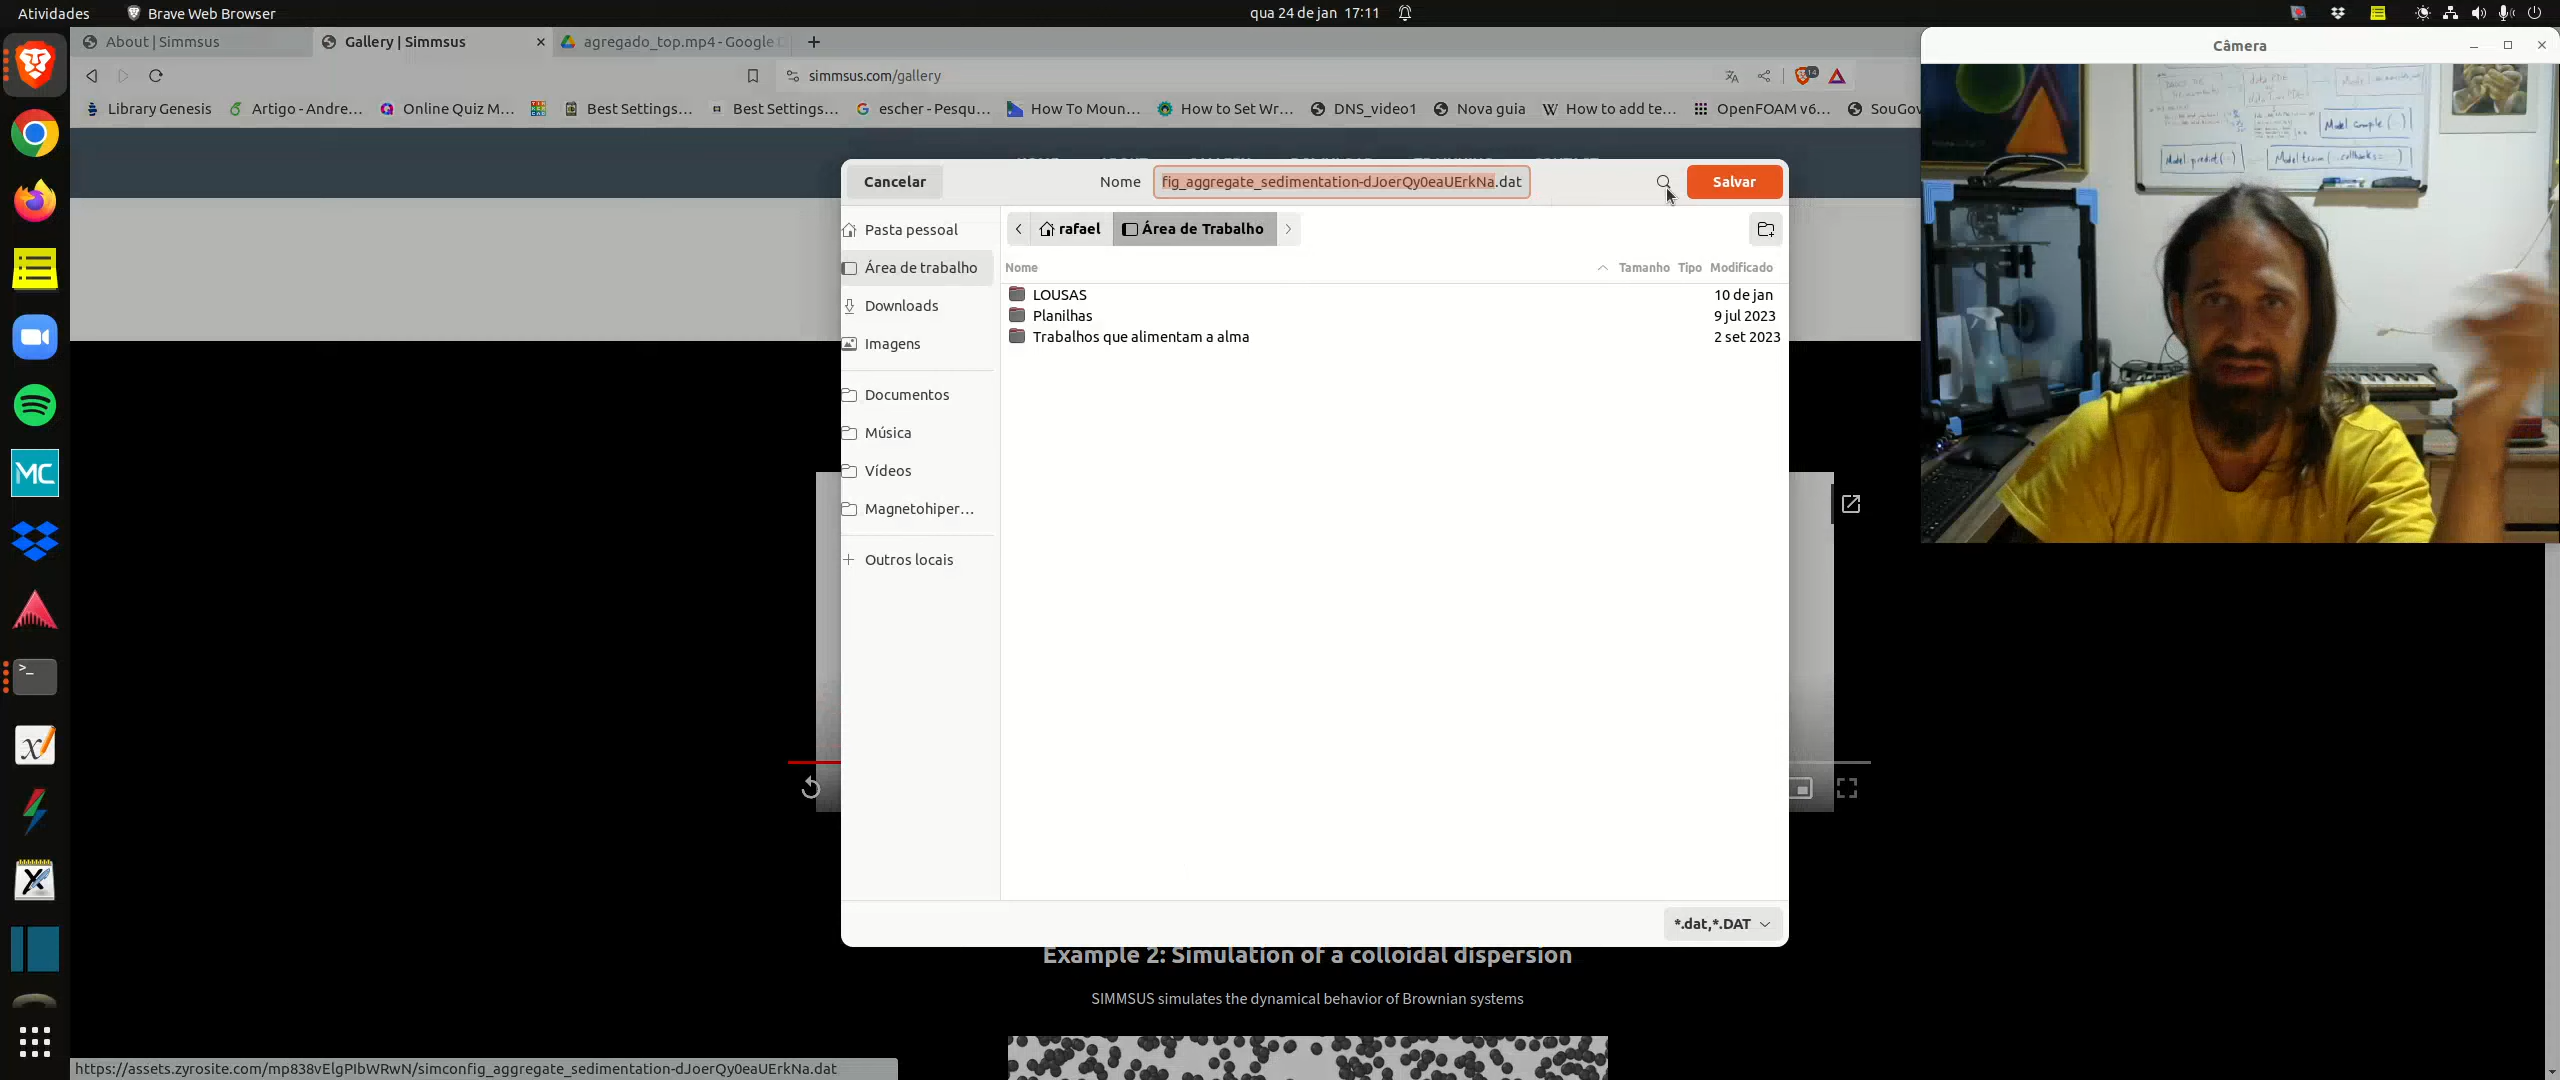 Atividades
Brave Web Browser
qua 24 de jan 17:11
About | Simmsus
Gallery | Simmsus
agregado_top.mp4 - Google
simmsus.com/gallery
14
Library Genesis
Artigo - Andre...
Online Quiz M...
Best Settings...
Best Settings...
escher - Pesqu...
How To Moun...
How to Set Wr...
DNS_video1
Nova guia
How to add te...
OpenFOAM v6...
SouGov
Câmera
Model compile (...)
Model predict (...)
Cancelar
Nome
fig_aggregate_sedimentation-dJoerQy0eaUErkNa.dat
Salvar
rafael
Área de Trabalho
Pasta pessoal
Área de trabalho
Downloads
Imagens
Documentos
Música
Vídeos
Magnetohiper...
Outros locais
Nome
Tamanho
Tipo
Modificado
LOUSAS
10 de jan
Planilhas
9 jul 2023
Trabalhos que alimentam a alma
2 set 2023
*.dat,*.DAT
MC
Example 2: Simulation of a colloidal dispersion
SIMMSUS simulates the dynamical behavior of Brownian systems
https://assets.zyrosite.com/mp838vElgPIbWRwN/simconfig_aggregate_sedimentation-dJoerQy0eaUErkNa.dat